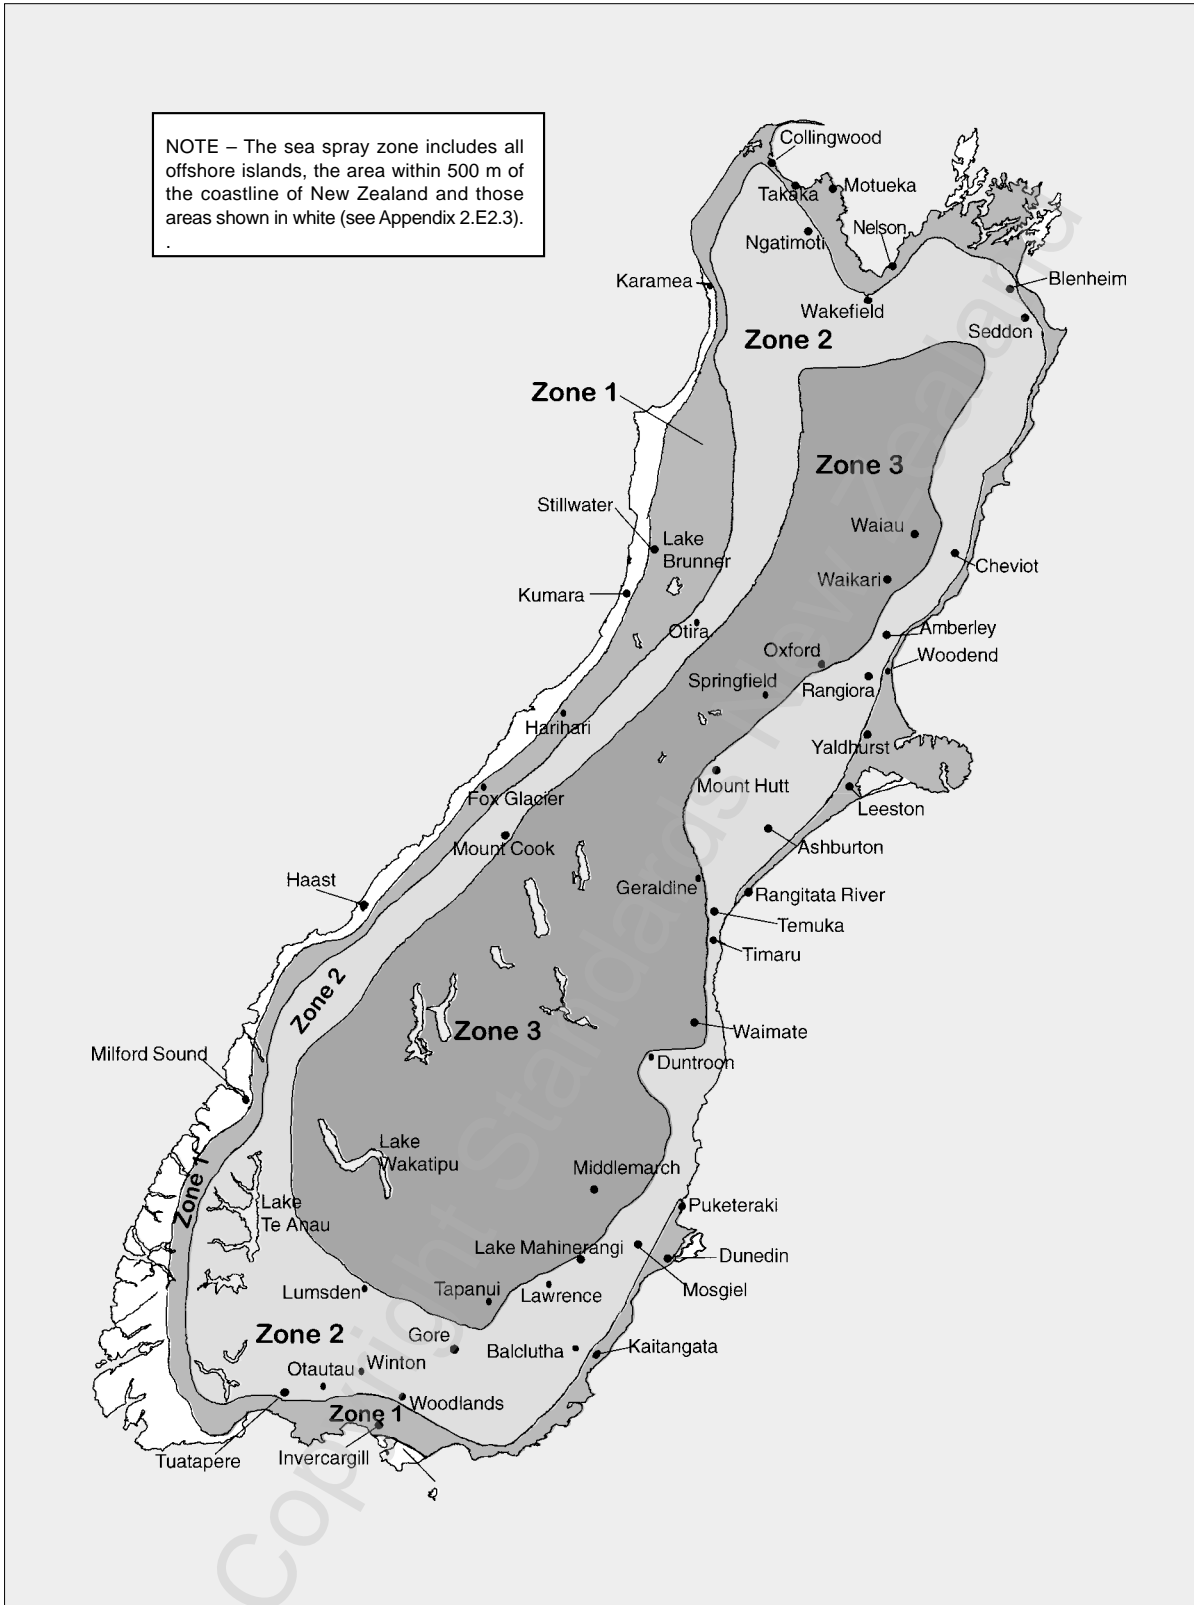 NOTE – The sea spray zone includes all
offshore islands, the area within 500 m of
the coastline of New Zealand and those
areas shown in white (see Appendix 2.E2.3).
.
Collingwood
Takaka
Motueka
Ngatimoti
Nelson
Karamea
Blenheim
Wakefield
Seddon
Zone 2
Zone 1
Zone 3
Stillwater
Waiau
Lake
Brunner
Cheviot
Waikari
Kumara
Otira
Amberley
Oxford
Woodend
Springfield
Rangiora
Harihari
Yaldhurst
Mount Hutt
Fox Glacier
Leeston
Mount Cook
Ashburton
Haast
Geraldine
Rangitata River
Temuka
Timaru
Zone 2
Zone 3
Waimate
Milford Sound
Duntroon
Lake
Wakatipu
Middlemarch
Zone 1
Lake
Te Anau
Puketeraki
Lake Mahinerangi
Dunedin
Lumsden
Tapanui
Lawrence
Mosgiel
Zone 2
Gore
Balclutha
Kaitangata
Otautau
Winton
Woodlands
Zone 1
Tuatapere
Invercargill
Copyright Standards New Zealand